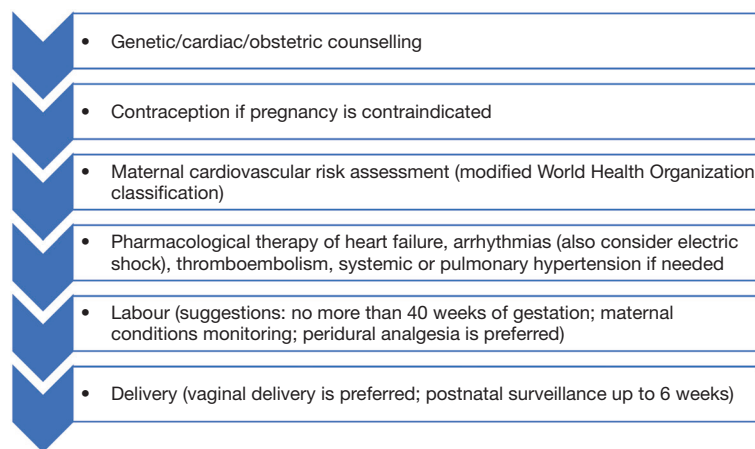 • Genetic/cardiac/obstetric counselling
• Contraception if pregnancy is contraindicated
• Maternal cardiovascular risk assessment (modified World Health Organization
classification)
• Pharmacological therapy of heart failure, arrhythmias (also consider electric
shock), thromboembolism, systemic or pulmonary hypertension if needed
• Labour (suggestions: no more than 40 weeks of gestation; maternal
conditions monitoring; peridural analgesia is preferred)
• Delivery (vaginal delivery is preferred; postnatal surveillance up to 6 weeks)